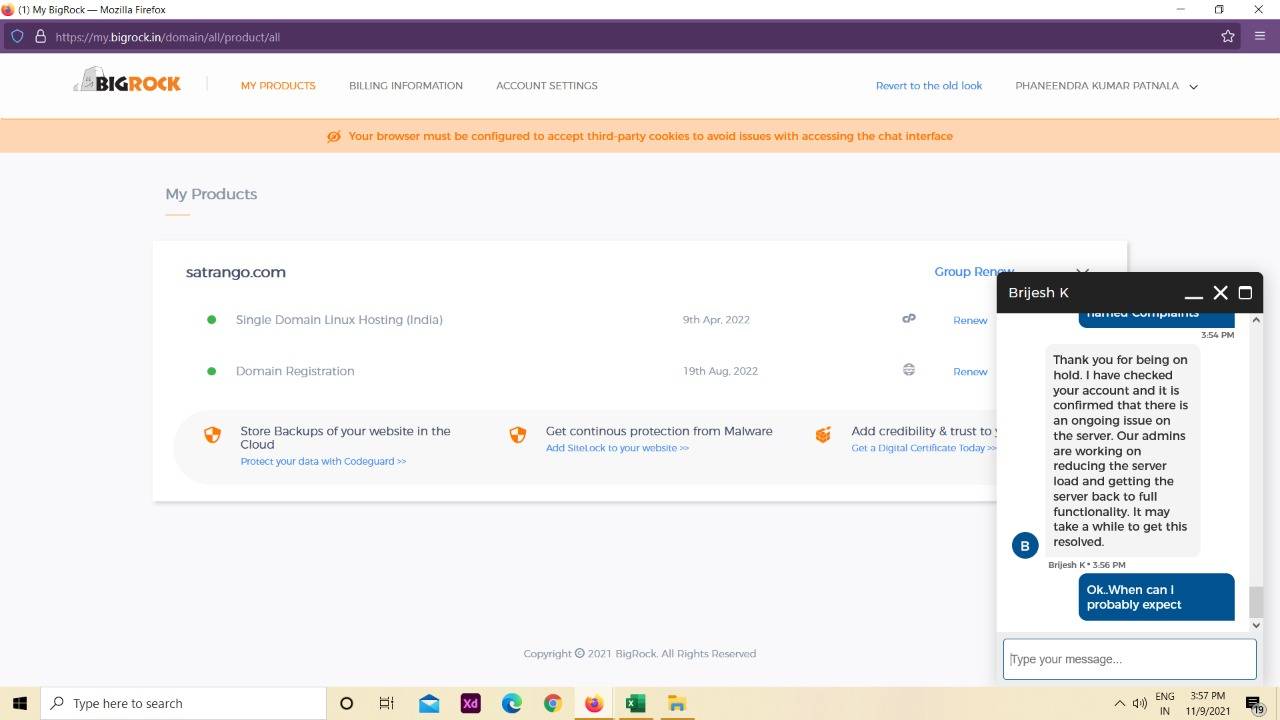 (1) My BigRock — Mozilla Firefox
https://my.bigrock.in/domain/all/product/all
BIGROCK
MY PRODUCTS
BILLING INFORMATION
ACCOUNT SETTINGS
Revert to the old look
PHANEENDRA KUMAR PATNALA
Your browser must be configured to accept third-party cookies to avoid issues with accessing the chat interface
My Products
satrango.com
Group Renew
Single Domain Linux Hosting (India)
9th Apr, 2022
Renew
Domain Registration
19th Aug, 2022
Renew
Store Backups of your website in the
Cloud
Protect your data with Codeguard >>
Get continous protection from Malware
Add SiteLock to your website >>
Add credibility & trust to
Get a Digital Certificate Today >>
Copyright © 2021 BigRock. All Rights Reserved
Brijesh K
named Complaints
3:54 PM
Thank you for being on
hold. I have checked
your account and it is
confirmed that there is
an ongoing issue on
the server. Our admins
are working on
reducing the server
load and getting the
server back to full
functionality. It may
take a while to get this
resolved.
B
Brijesh K • 3:56 PM
Ok..When can I
probably expect
Type your message...
Type here to search
Xd
ENG
IN
3:57 PM
11/9/2021
19